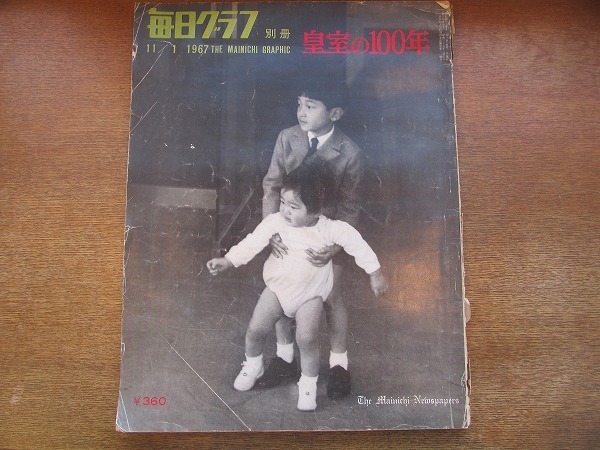 毎日グラフ 別冊
11 1 1967 THE MAINICHI GRAPHIC
皇室の100年
¥360
The Mainichi Newspapers